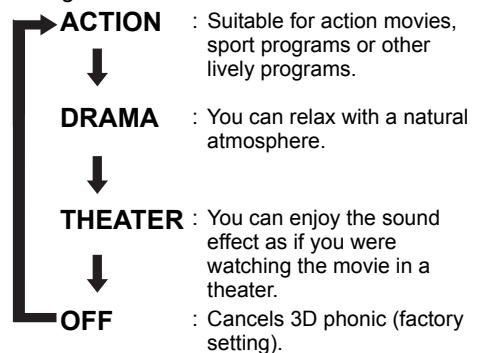 ACTION : Suitable for action movies,
sport programs or other
lively programs.
DRAMA : You can relax with a natural
atmosphere.
THEATER : You can enjoy the sound
effect as if you were
watching the movie in a
theater.
OFF : Cancels 3D phonic (factory
setting).